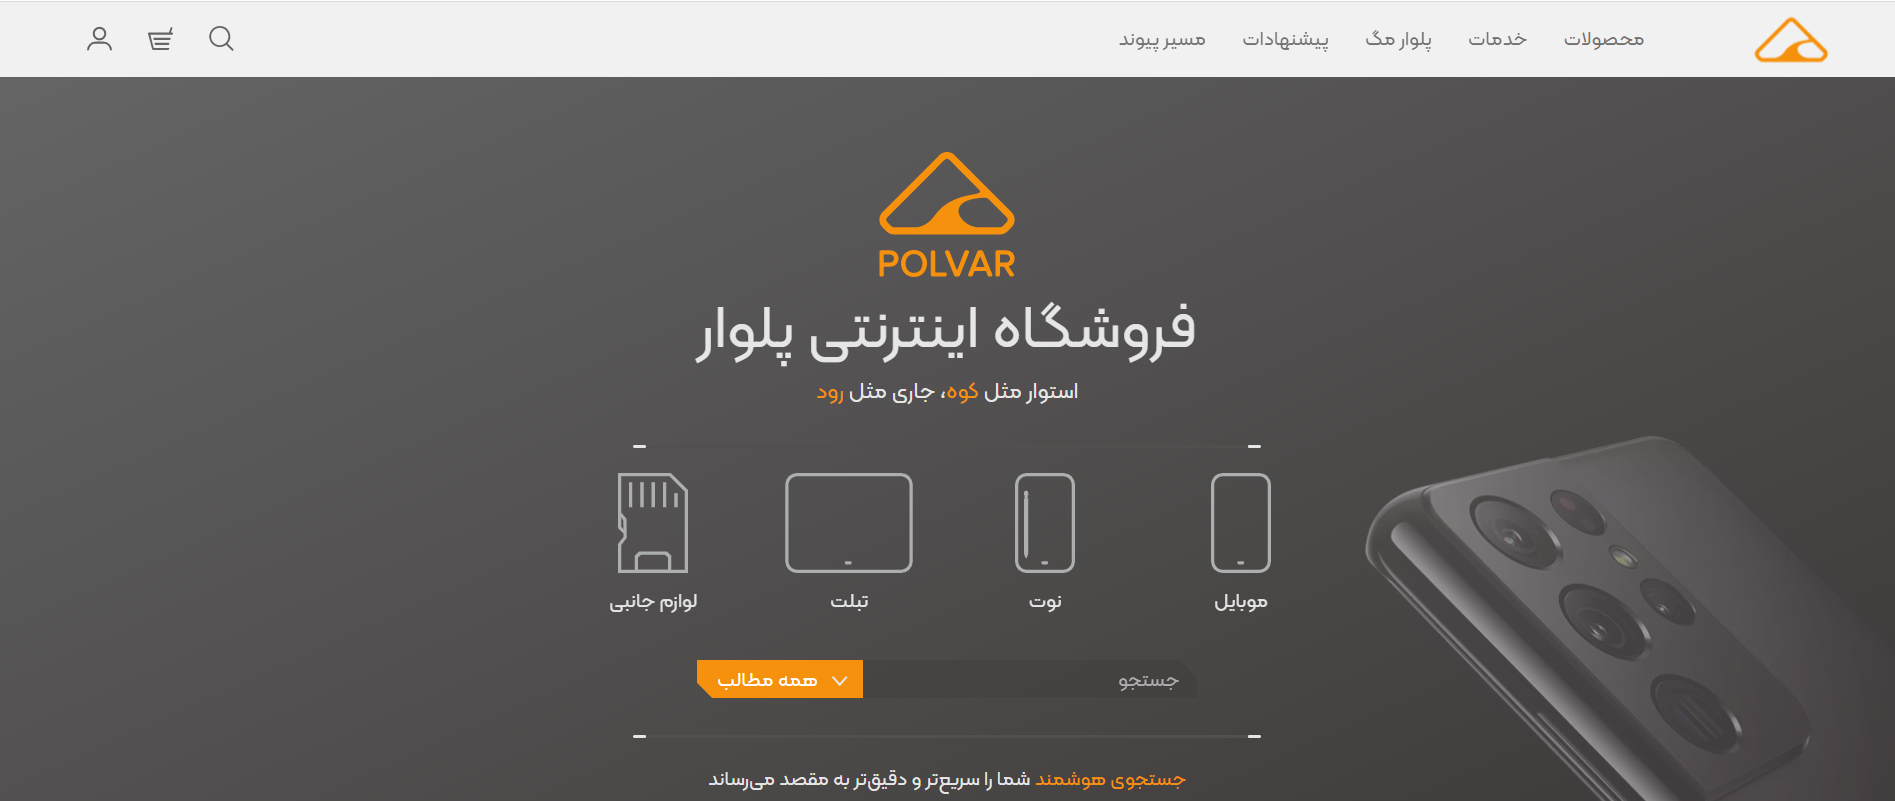 محصولات
خدمات
پلوار مگ
پیشنهادات
مسیر پیوند
POLVAR
فروشگاه اینترنتی پلوار
استوار مثل کوه، جاری مثل رود
موبایل
نوت
تبلت
لوازم جانبی
جستجو
همه مطالب
جستجوی هوشمند شما را سریع‌تر و دقیق‌تر به مقصد می‌رساند